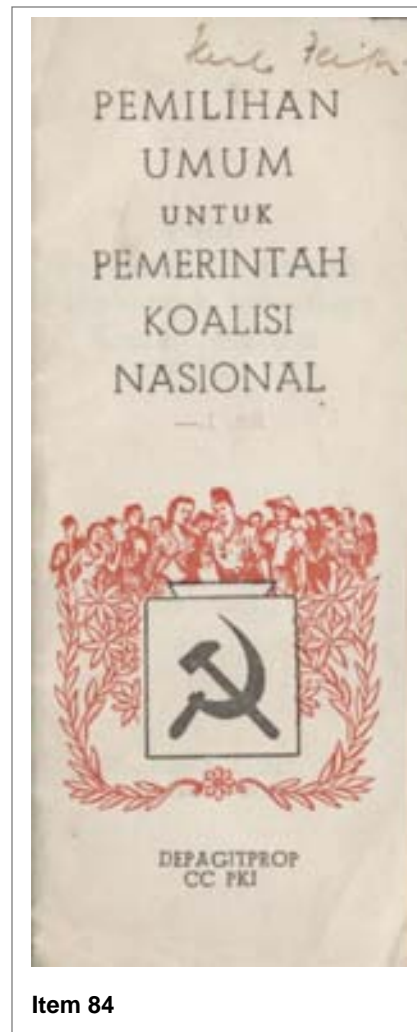 PEMILIHAN
UMUM
UNTUK
PEMERINTAH
KOALISI
NASIONAL
DEPAGITPROP
CC PKI
Item 84